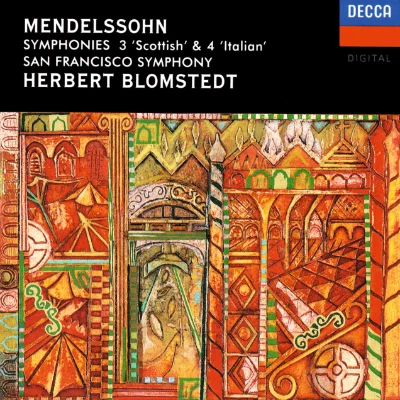 MENDELSSOHN
SYMPHONIES 3 'Scottish' & 4 'Italian'
SAN FRANCISCO SYMPHONY
HERBERT BLOMSTEDT
DECCA
DIGITAL